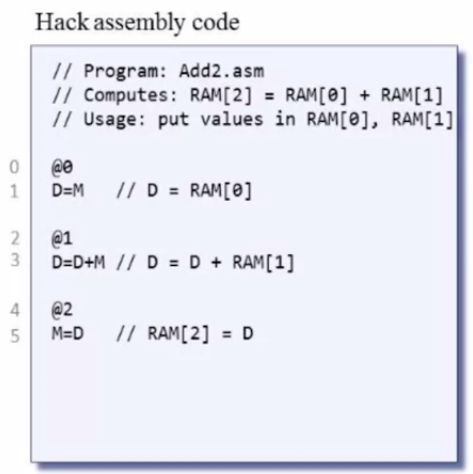 Hack assembly code
// Program: Add2.asm
// Computes: RAM[2] = RAM[0] + RAM[1]
// Usage: put values in RAM[0], RAM[1]
0 @0
1 D=M // D = RAM[0]
2 @1
3 D=D+M // D = D + RAM[1]
4 @2
5 M=D // RAM[2] = D